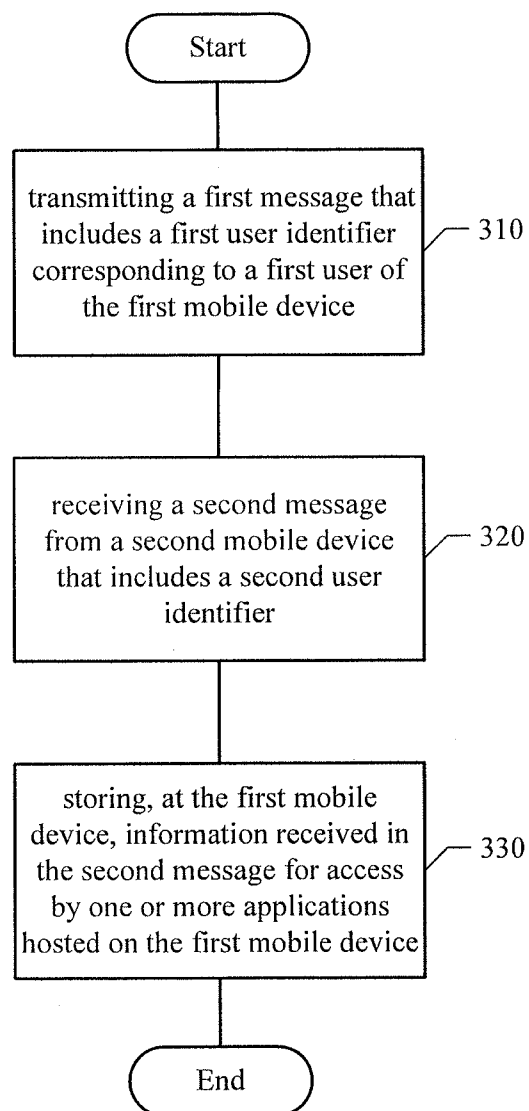 Start
transmitting a first message that
includes a first user identifier
corresponding to a first user of
the first mobile device
310
receiving a second message
from a second mobile device
that includes a second user
identifier
320
storing, at the first mobile
device, information received in
the second message for access
by one or more applications
hosted on the first mobile device
330
End